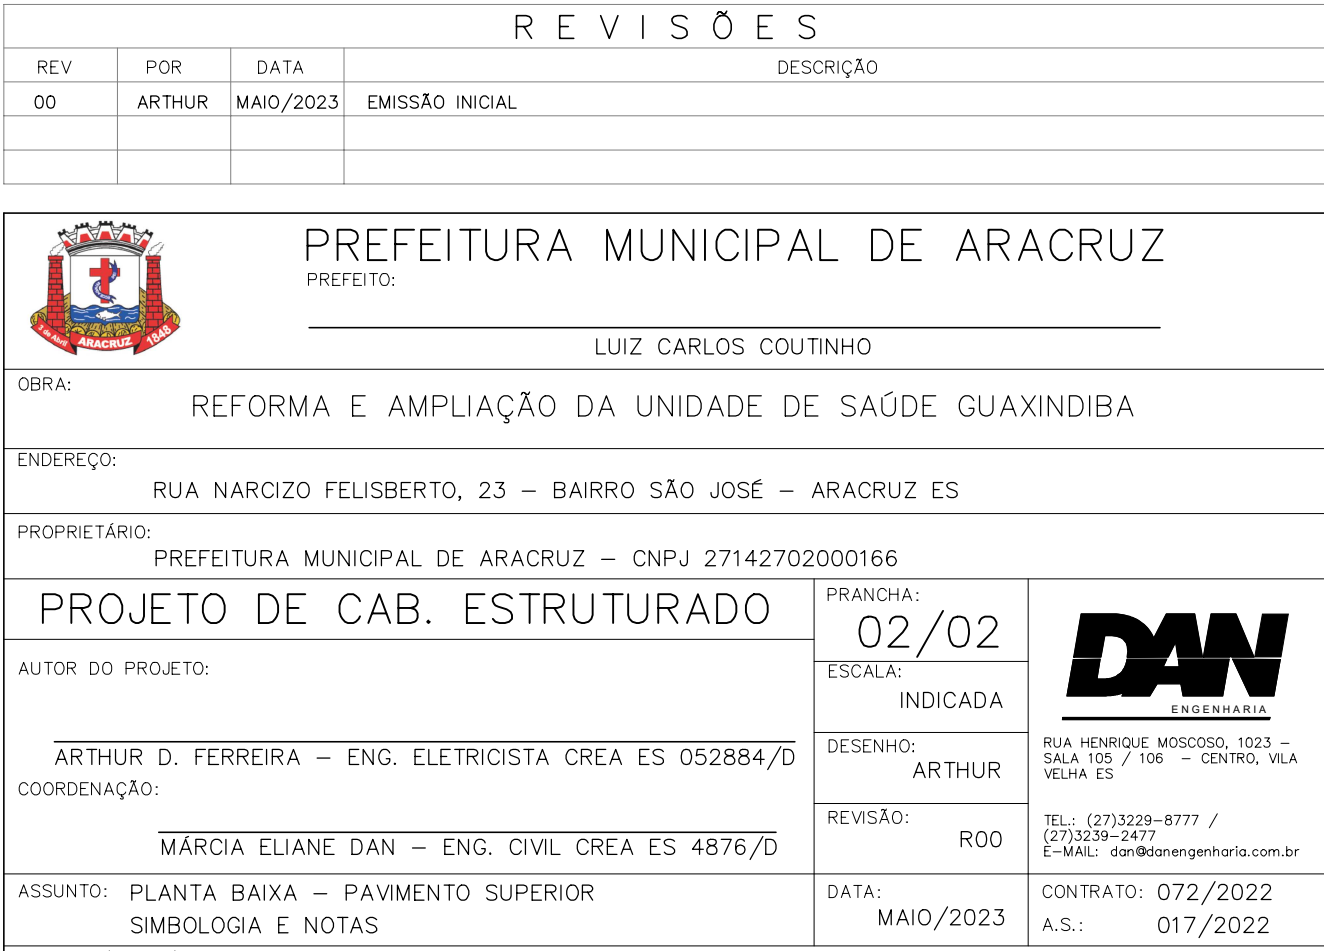 REVISÕES
REV POR DATA DESCRIÇÃO
00 ARTHUR MAIO/2023 EMISSÃO INICIAL
PREFEITURA MUNICIPAL DE ARACRUZ
PREFEITO:
LUIZ CARLOS COUTINHO
3 de Abril ARACRUZ 1848
OBRA:
REFORMA E AMPLIAÇÃO DA UNIDADE DE SAÚDE GUAXINDIBA
ENDEREÇO:
RUA NARCIZO FELISBERTO, 23 – BAIRRO SÃO JOSÉ – ARACRUZ ES
PROPRIETÁRIO:
PREFEITURA MUNICIPAL DE ARACRUZ – CNPJ 27142702000166
PROJETO DE CAB. ESTRUTURADO
AUTOR DO PROJETO:
ARTHUR D. FERREIRA – ENG. ELETRICISTA CREA ES 052884/D
COORDENAÇÃO:
MÁRCIA ELIANE DAN – ENG. CIVIL CREA ES 4876/D
ASSUNTO: PLANTA BAIXA – PAVIMENTO SUPERIOR
SIMBOLOGIA E NOTAS
PRANCHA:
02/02
ESCALA:
INDICADA
DESENHO:
ARTHUR
REVISÃO:
R00
DATA:
MAIO/2023
DAN
ENGENHARIA
RUA HENRIQUE MOSCOSO, 1023 –
SALA 105 / 106 – CENTRO, VILA
VELHA ES
TEL.: (27)3229–8777 /
(27)3239–2477
E–MAIL: dan@danengenharia.com.br
CONTRATO: 072/2022
A.S.: 017/2022